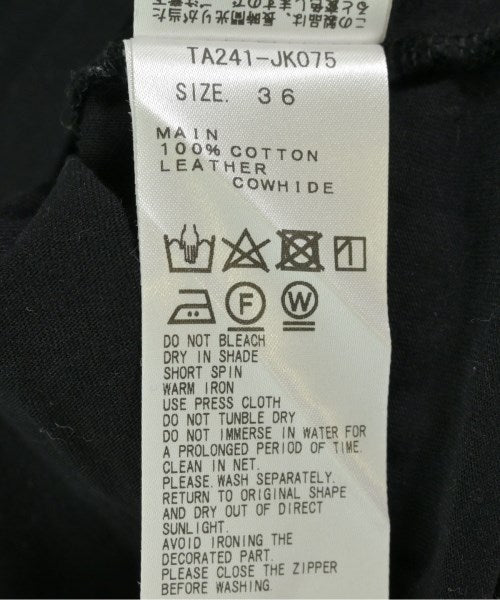 TA241-JK075
SIZE. 36
MAIN
100% COTTON
LEATHER
COWHIDE
F W
DO NOT BLEACH
DRY IN SHADE
SHORT SPIN
WARM IRON
USE PRESS CLOTH
DO NOT TUNBLE DRY
DO NOT IMMERSE IN WATER FOR
A PROLONGED PERIOD OF TIME.
CLEAN IN NET.
PLEASE WASH SEPARATELY.
RETURN TO ORIGINAL SHAPE
AND DRY OUT OF DIRECT
SUNLIGHT.
AVOID IRONING THE
DECORATED PART.
PLEASE CLOSE THE ZIPPER
BEFORE WASHING.